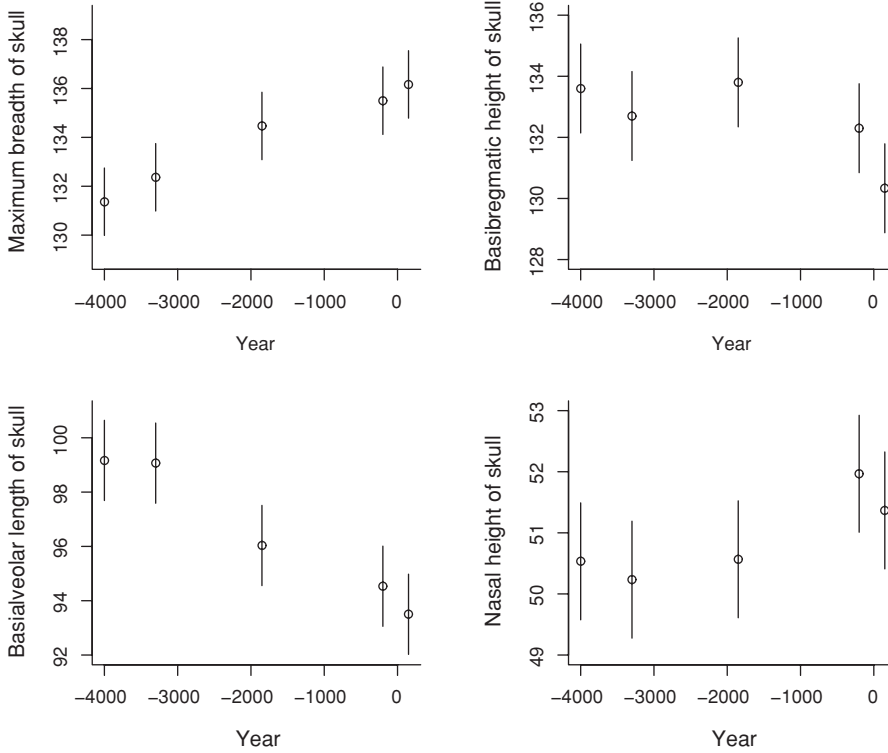 Maximum breadth of skull
138
136
134
132
130
−4000 −3000 −2000 −1000 0
Year
Basibregmatic height of skull
136
134
132
130
128
−4000 −3000 −2000 −1000 0
Year
Basialveolar length of skull
100
98
96
94
92
−4000 −3000 −2000 −1000 0
Year
Nasal height of skull
53
52
51
50
49
−4000 −3000 −2000 −1000 0
Year